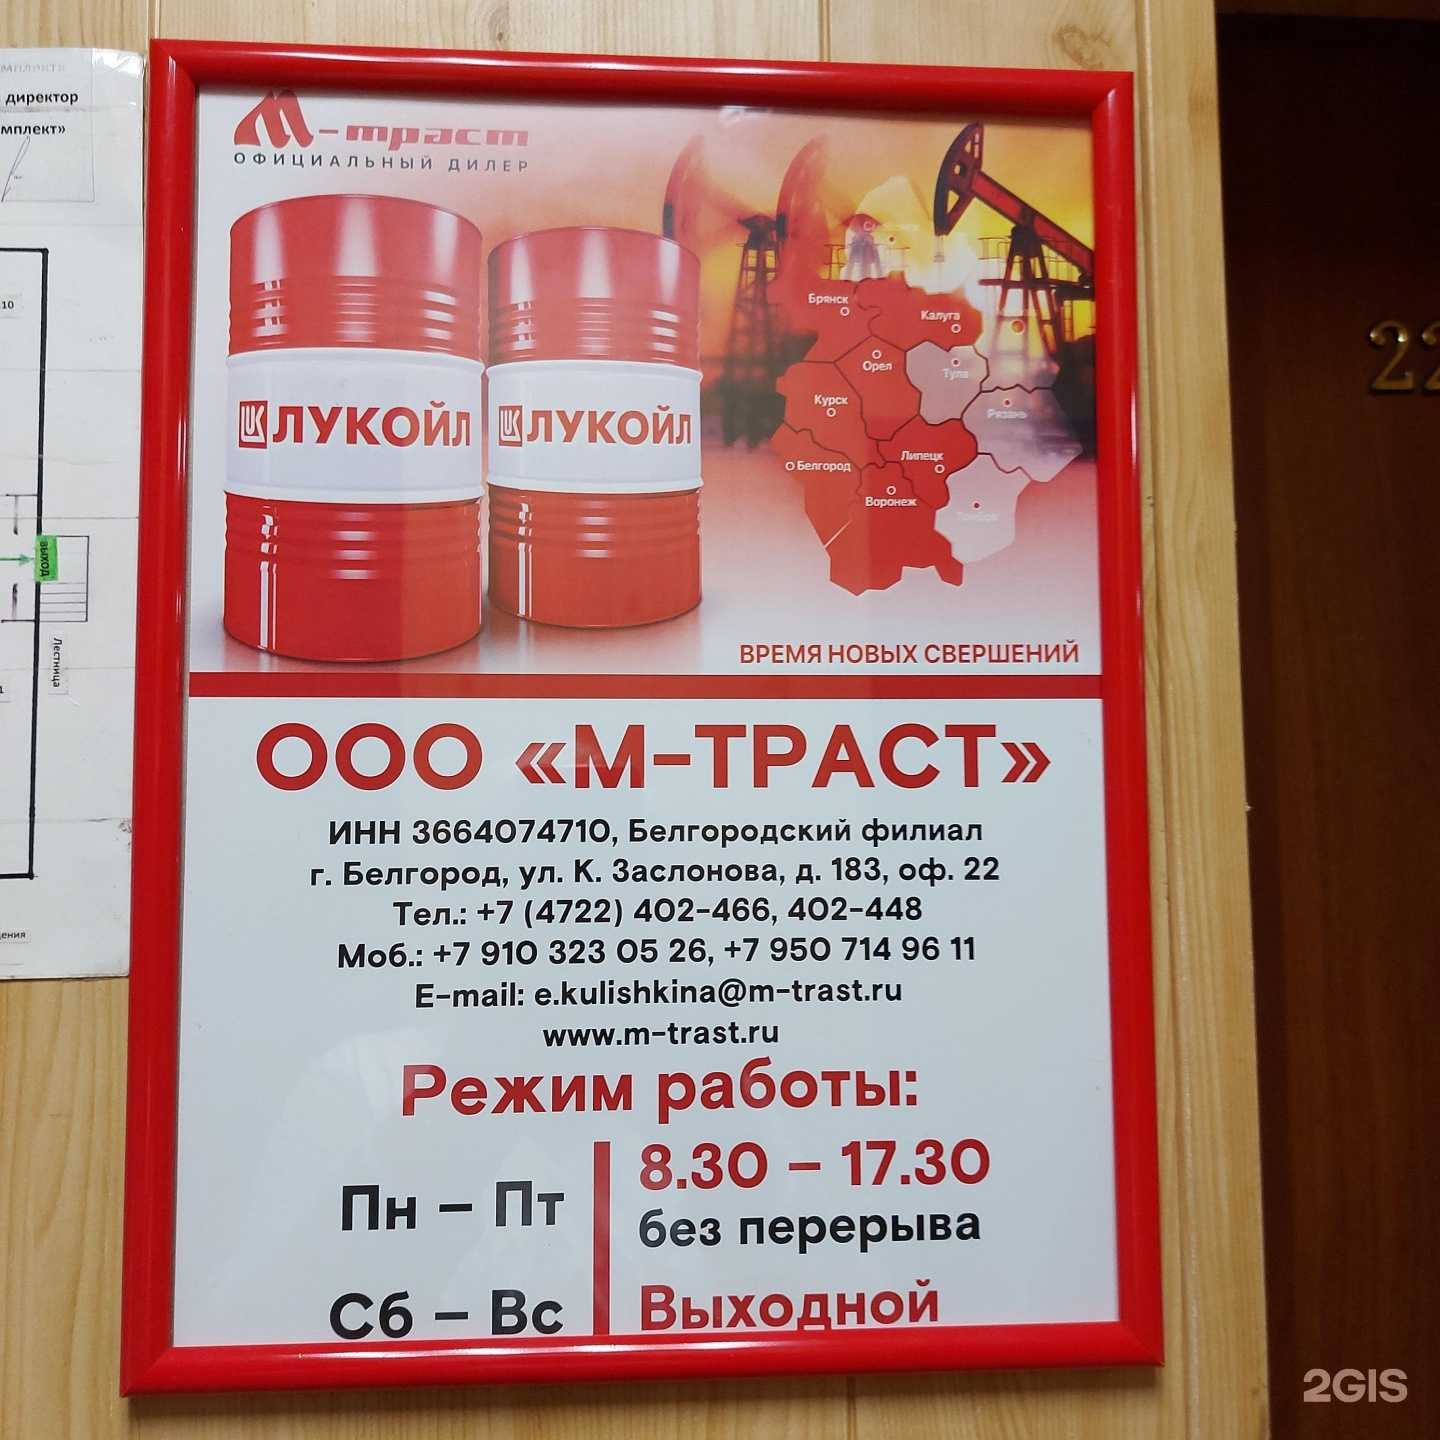 директор
мплект»
10
ВЫХОД
Лестница
М-траст
ОФИЦИАЛЬНЫЙ ДИЛЕР
ЛУКОЙЛ
ЛУКОЙЛ
Брянск
Калуга
Орел
Тула
Курск
Рязань
Липецк
Белгород
Воронеж
Тамбов
ВРЕМЯ НОВЫХ СВЕРШЕНИЙ
ООО «М-ТРАСТ»
ИНН 3664074710, Белгородский филиал
г. Белгород, ул. К. Заслонова, д. 183, оф. 22
Тел.: +7 (4722) 402-466, 402-448
Моб.: +7 910 323 05 26, +7 950 714 96 11
E-mail: e.kulishkina@m-trast.ru
www.m-trast.ru
Режим работы:
Пн – Пт 8.30 – 17.30
без перерыва
Сб – Вс Выходной
22
2GIS